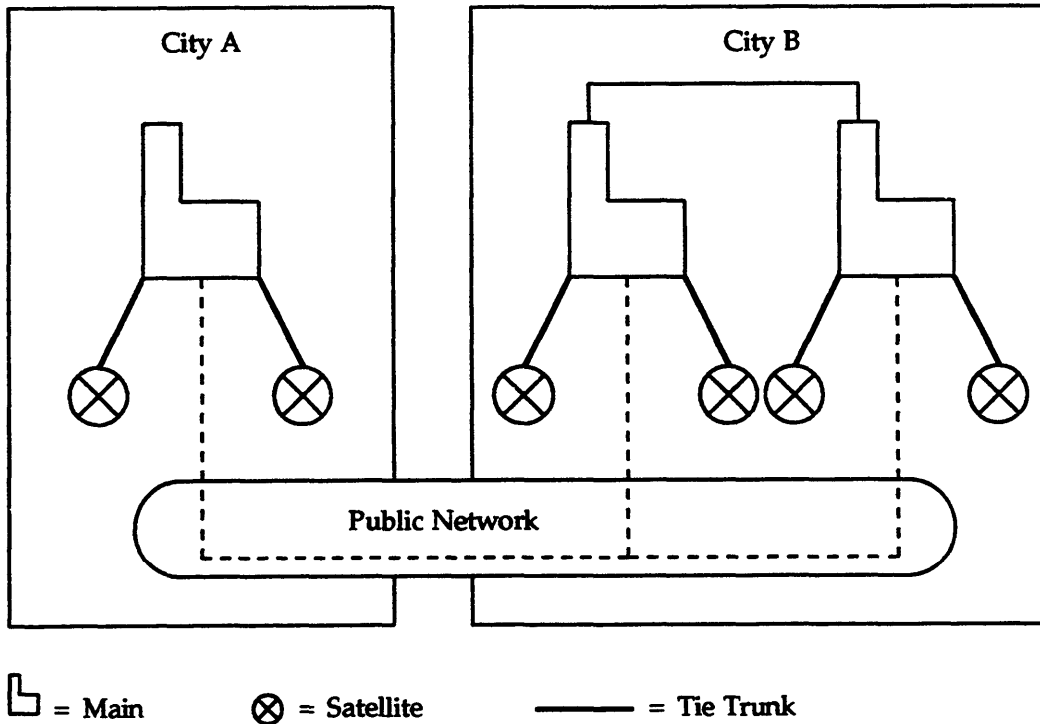 City A
City B
Public Network
= Main
= Satellite
= Tie Trunk